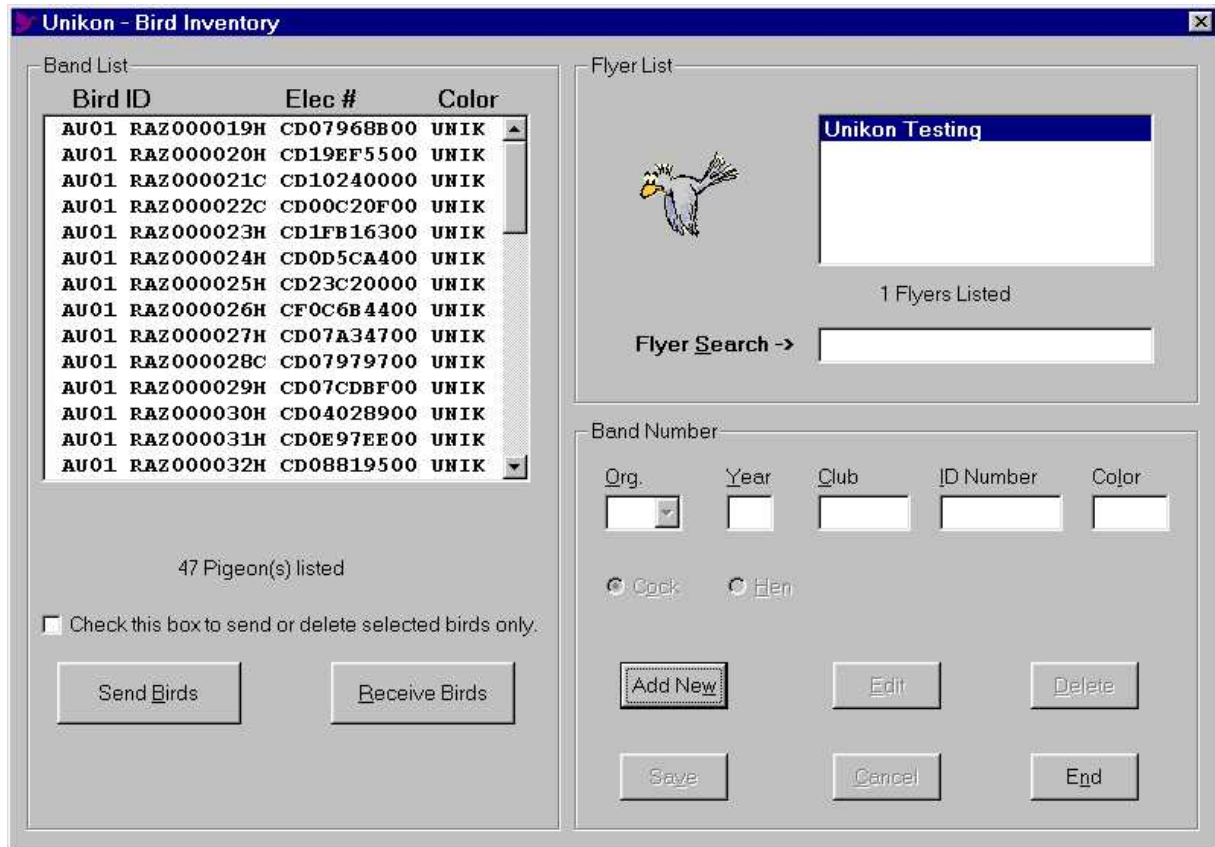 Unikon - Bird Inventory
Band List
Bird ID Elec # Color
AU01 RAZ000019H CD07968B00 UNIK
AU01 RAZ000020H CD19EF5500 UNIK
AU01 RAZ000021C CD10240000 UNIK
AU01 RAZ000022C CD00C20F00 UNIK
AU01 RAZ000023H CD1FB16300 UNIK
AU01 RAZ000024H CD0D5CA400 UNIK
AU01 RAZ000025H CD23C20000 UNIK
AU01 RAZ000026H CF0C6B4400 UNIK
AU01 RAZ000027H CD07A34700 UNIK
AU01 RAZ000028C CD07979700 UNIK
AU01 RAZ000029H CD07CDBF00 UNIK
AU01 RAZ000030H CD04028900 UNIK
AU01 RAZ000031H CD0E97EE00 UNIK
AU01 RAZ000032H CD08819500 UNIK
47 Pigeon(s) listed
Check this box to send or delete selected birds only.
Send Birds Receive Birds
Flyer List
Unikon Testing
1 Flyers Listed
Flyer Search ->
Band Number
Org. Year Club ID Number Color
Cock Hen
Add New Edit Delete
Save Cancel End